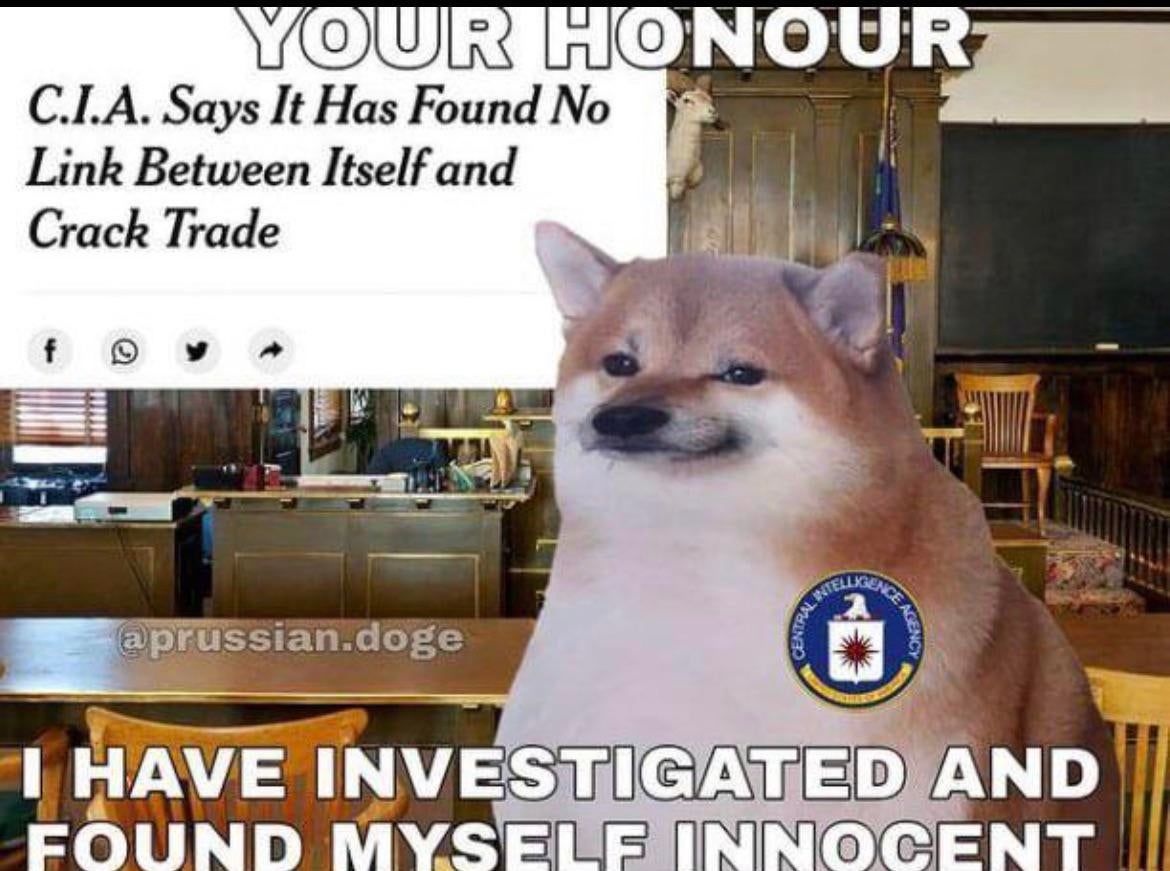 YOUR HONOUR
C.I.A. Says It Has Found No
Link Between Itself and
Crack Trade
f
CENTRAL INTELLIGENCE AGENCY
@prussian.doge
I HAVE INVESTIGATED AND
FOUND MYSELF INNOCENT